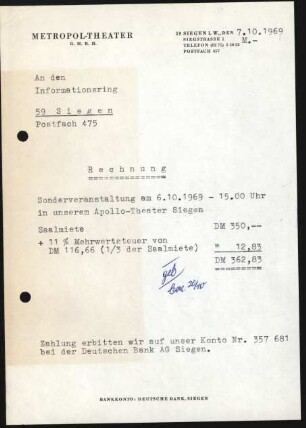 METROPOL-THEATER
G. M. B. H.
59 SIEGEN I. W., DEN 7.10.1969
SIEGSTRASSE 1 M.-
POSTFACH 457
An den
Informationsring
59 Siegen
Postfach 475
Rechnung
Sonderveranstaltung am 6.10.1969 - 15.00 Uhr
in unserem Apollo-Theater Siegen
Saalmiete DM 350,--
+ 11 % Mehrwertsteuer von
DM 116,66 (1/3 der Saalmiete) " 12,83
DM 362,83
Zahlung erbitten wir auf unser Konto Nr. 357 681
bei der Deutschen Bank AG Siegen.
BANKKONTO: DEUTSCHE BANK, SIEGEN